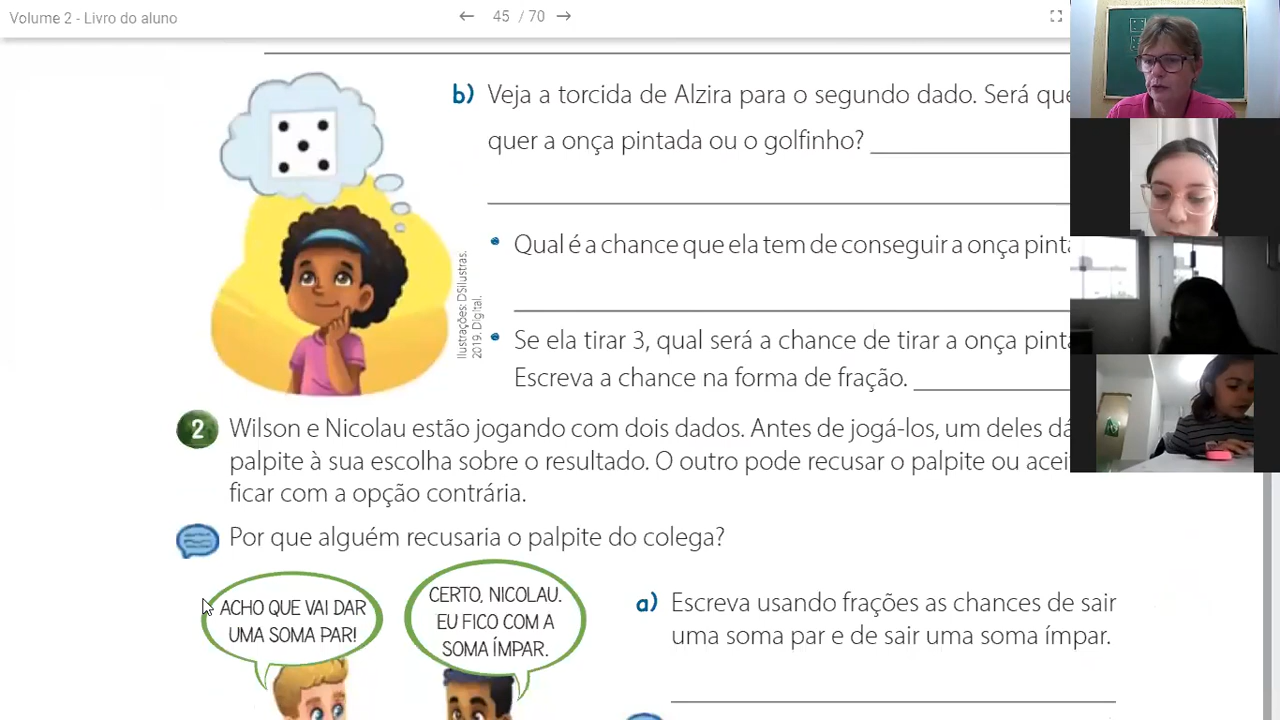 Volume 2 - Livro do aluno
45 / 70
b) Veja a torcida de Alzira para o segundo dado. Será que
quer a onça pintada ou o golfinho?
Qual é a chance que ela tem de conseguir a onça
Ilustrações: DSilustras.
2019. Digital.
Se ela tirar 3, qual será a chance de tirar a onça
Escreva a chance na forma de fração.
2 Wilson e Nicolau estão jogando com dois dados. Antes de jogá-los, um deles dá
palpite à sua escolha sobre o resultado. O outro pode recusar o palpite ou
ficar com a opção contrária.
Por que alguém recusaria o palpite do colega?
ACHO QUE VAI DAR
UMA SOMA PAR!
CERTO, NICOLAU.
EU FICO COM A
SOMA ÍMPAR.
a) Escreva usando frações as chances de sair
uma soma par e de sair uma soma ímpar.